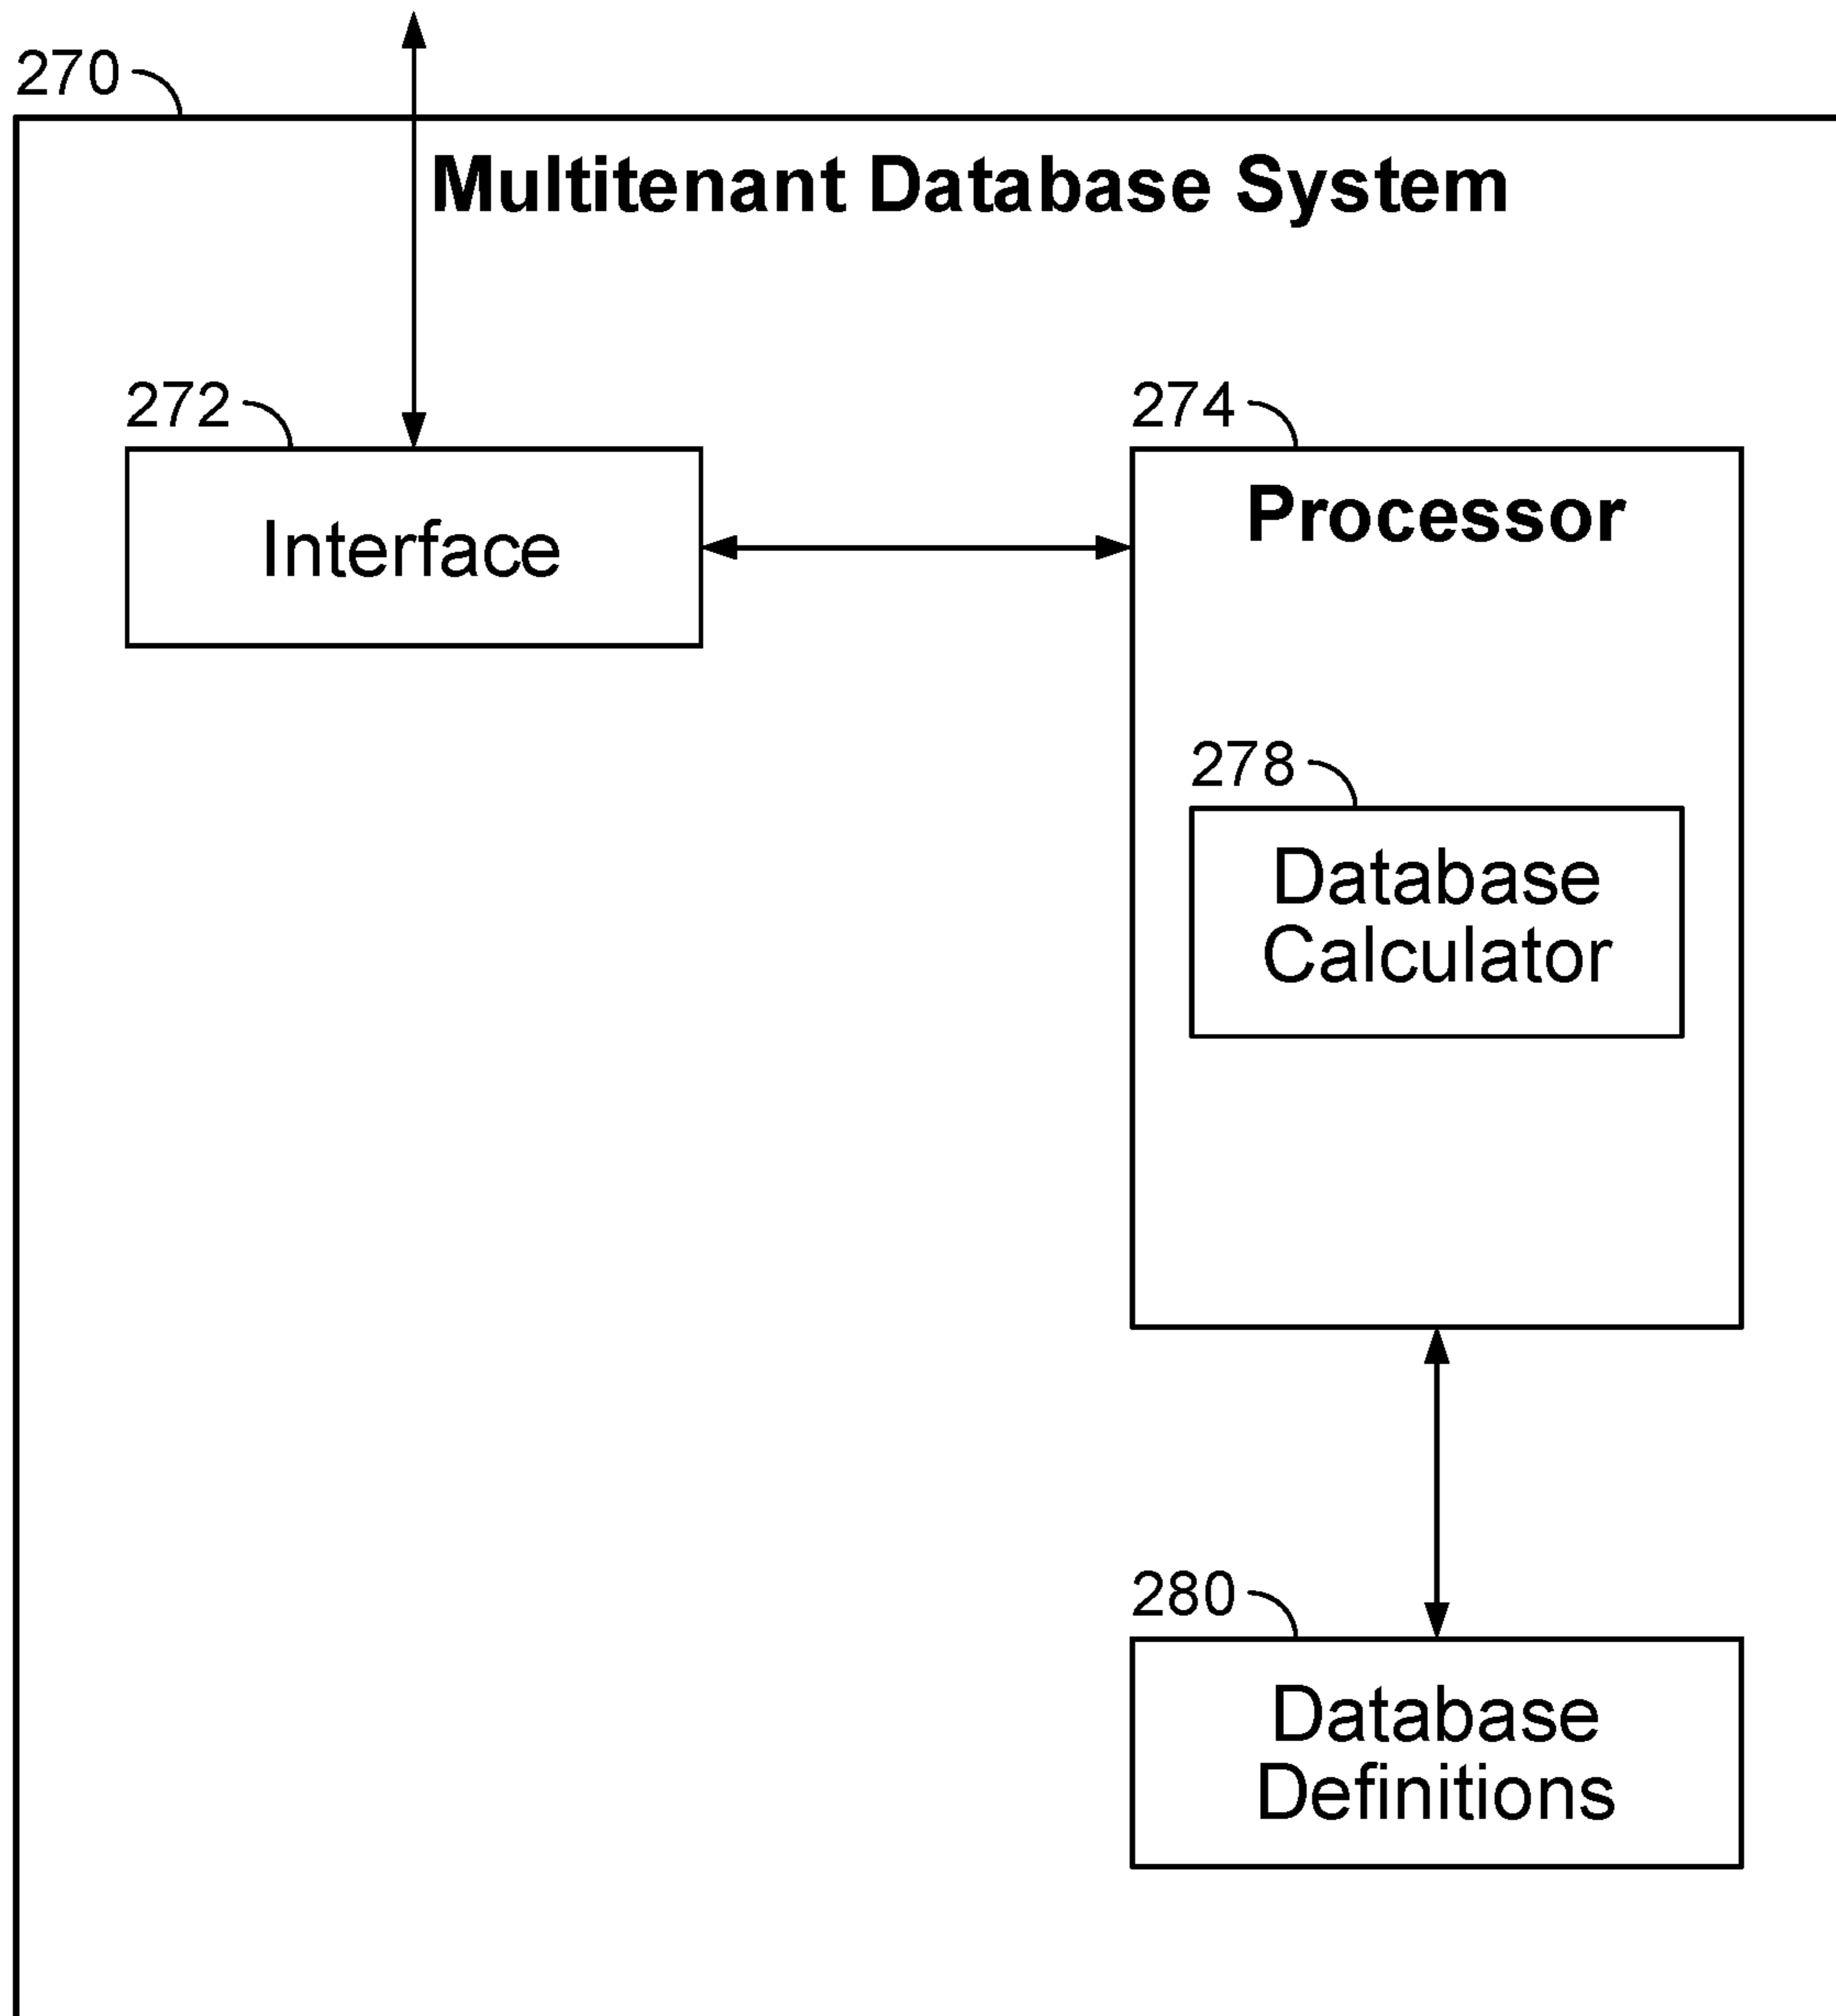 270
Multitenant Database System
272
Interface
274
Processor
278
Database
Calculator
280
Database
Definitions